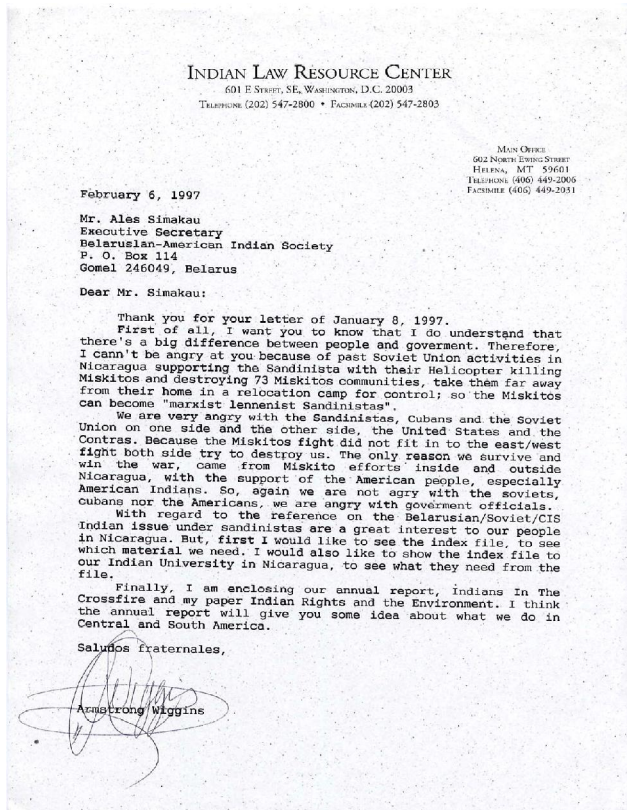 INDIAN LAW RESOURCE CENTER
601 E STREET, SE, WASHINGTON, D.C. 20003
TELEPHONE (202) 547-2800 • FACSIMILE (202) 547-2803
MAIN OFFICE
602 NORTH EWING STREET
HELENA, MT 59601
TELEPHONE (406) 449-2006
FACSIMILE (406) 449-2031
February 6, 1997
Mr. Ales Simakau
Executive Secretary
Belaruslan-American Indian Society
P. O. Box 114
Gomel 246049, Belarus
Dear Mr. Simakau:
Thank you for your letter of January 8, 1997.
First of all, I want you to know that I do understand that
there's a big difference between people and goverment. Therefore,
I cann't be angry at you because of past Soviet Union activities in
Nicaragua supporting the Sandinista with their Helicopter killing
Miskitos and destroying 73 Miskitos communities, take them far away
from their home in a relocation camp for control; so the Miskitos
can become "marxist lennenist Sandinistas".
We are very angry with the Sandinistas, Cubans and the Soviet
Union on one side and the other side, the United States and the
Contras. Because the Miskitos fight did not fit in to the east/west
fight both side try to destroy us. The only reason we survive and
win the war, came from Miskito efforts inside and outside
Nicaragua, with the support of the American people, especially
American Indians. So, again we are not agry with the soviets,
cubans nor the Americans, we are angry with goverment officials.
With regard to the reference on the Belarusian/Soviet/CIS
Indian issue under sandinistas are a great interest to our people
in Nicaragua. But, first I would like to see the index file, to see
which material we need. I would also like to show the index file to
our Indian University in Nicaragua, to see what they need from the
file.
Finally, I am enclosing our annual report, Indians In The
Crossfire and my paper Indian Rights and the Environment. I think
the annual report will give you some idea about what we do in
Central and South America.
Saludos fraternales,
Armstrong Wiggins